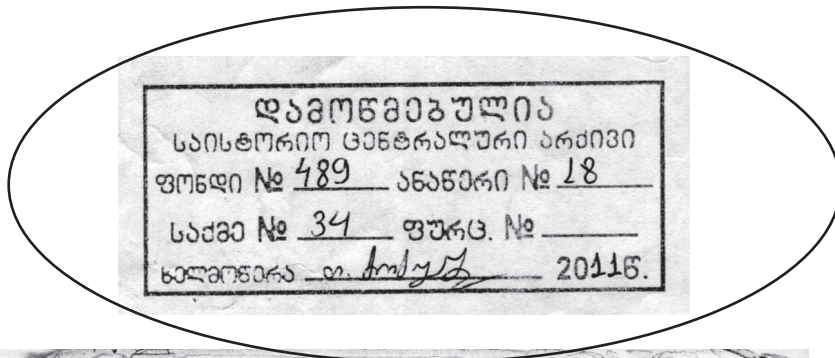 დამოწმებულია
საისტორიო ცენტრალური არქივი
ფონდი № 489 ანაწერი № 18
საქმე № 34 ფურც. №
ხელმოწერა თ. 2011წ.